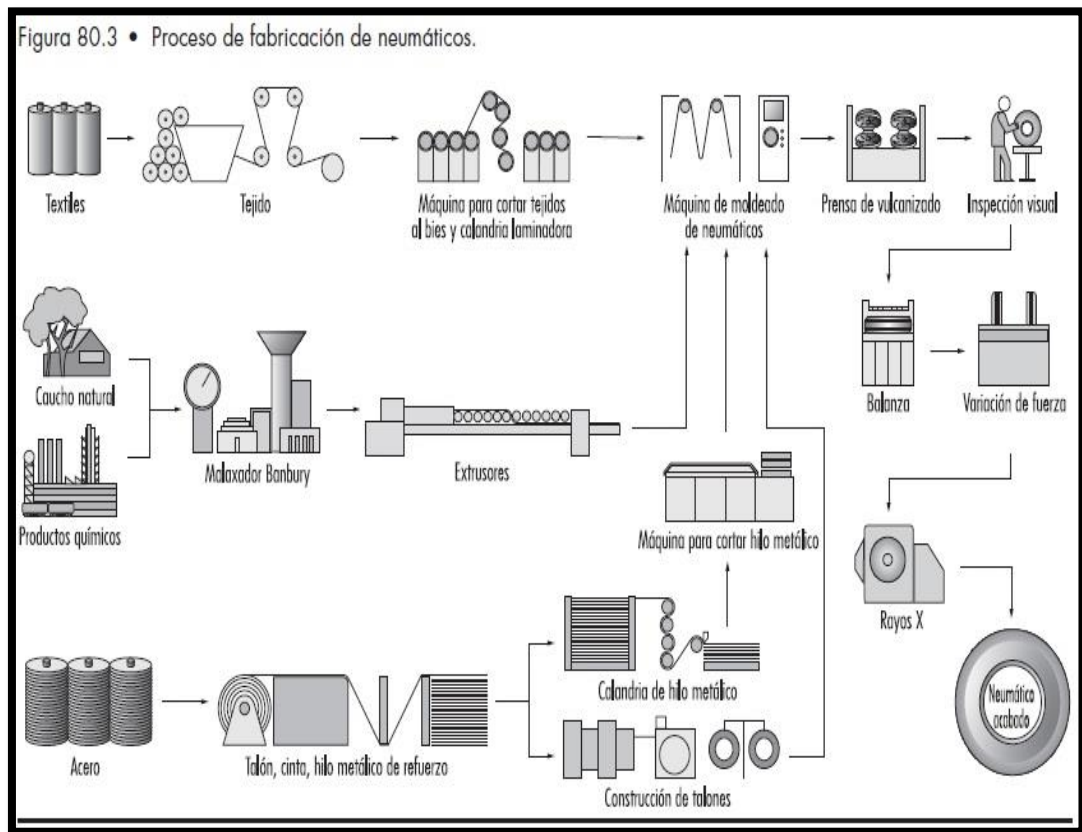 Figura 80.3 • Proceso de fabricación de neumáticos.
Textiles
Tejido
Máquina para cortar tejidos
al bies y calandria laminadora
Máquina de moldeado
de neumáticos
Prensa de vulcanizado
Inspección visual
Caucho natural
Productos químicos
Malaxador Banbury
Extrusores
Balanza
Variación de fuerza
Máquina para cortar hilo metálico
Rayos X
Acero
Talón, cinta, hilo metálico de refuerzo
Calandria de hilo metálico
Construcción de talones
Neumático
acabado